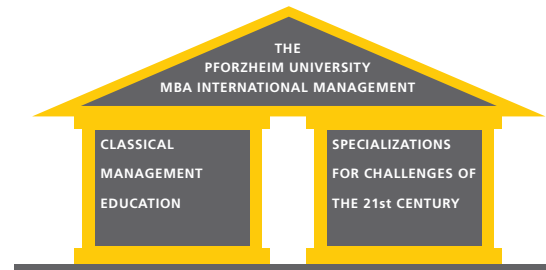 THE
PFORZHEIM UNIVERSITY
MBA INTERNATIONAL MANAGEMENT
CLASSICAL
MANAGEMENT
EDUCATION
SPECIALIZATIONS
FOR CHALLENGES OF
THE 21st CENTURY